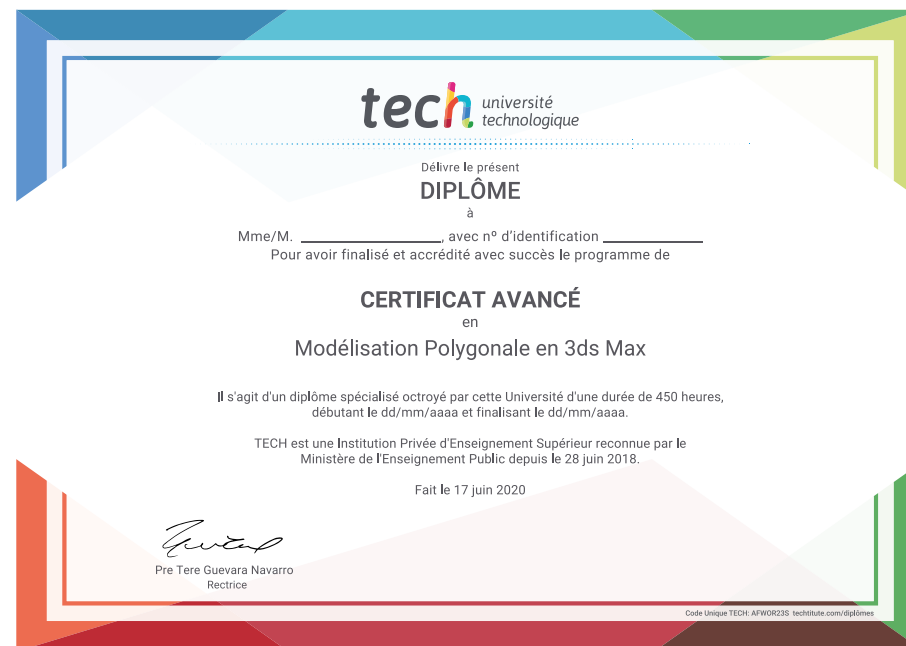 tech université
technologique
Délivre le présent
DIPLÔME
à
Mme/M. ____________________, avec nº d'identification ______________
Pour avoir finalisé et accrédité avec succès le programme de
CERTIFICAT AVANCÉ
en
Modélisation Polygonale en 3ds Max
Il s'agit d'un diplôme spécialisé octroyé par cette Université d'une durée de 450 heures,
débutant le dd/mm/aaaa et finalisant le dd/mm/aaaa.
TECH est une Institution Privée d'Enseignement Supérieur reconnue par le
Ministère de l'Enseignement Public depuis le 28 juin 2018.
Fait le 17 juin 2020
Pre Tere Guevara Navarro
Rectrice
Code Unique TECH: AFWOR23S techtitute.com/diplômes